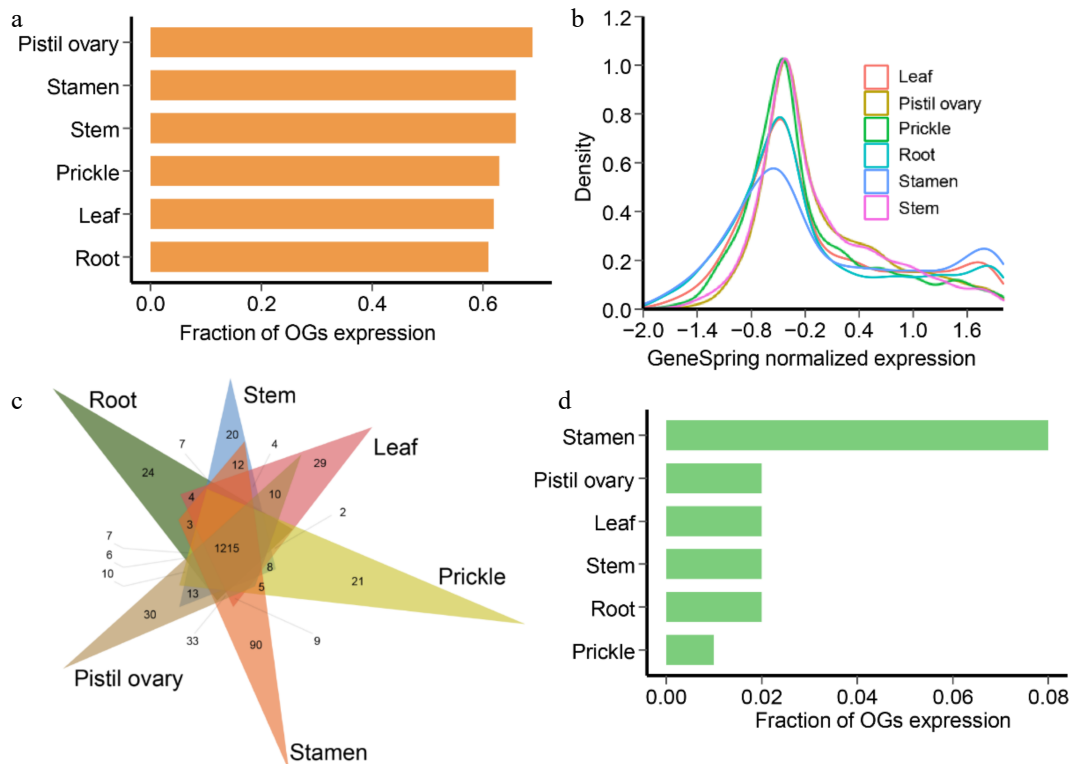 a
Pistil ovary
Stamen
Stem
Prickle
Leaf
Root
0.0 0.2 0.4 0.6
Fraction of OGs expression
b
1.2
1.0
0.8
0.6
0.4
0.2
0.0
Density
Leaf
Pistil ovary
Prickle
Root
Stamen
Stem
−2.0 −1.4 −0.8 −0.2 0.4 1.0 1.6
GeneSpring normalized expression
c
Root
Stem
Leaf
Prickle
Stamen
Pistil ovary
7
20
4
12
29
24
10
4
2
3
7
1215
6
8
10
21
5
13
30
33
90
9
d
Stamen
Pistil ovary
Leaf
Stem
Root
Prickle
0.00 0.02 0.04 0.06 0.08
Fraction of OGs expression